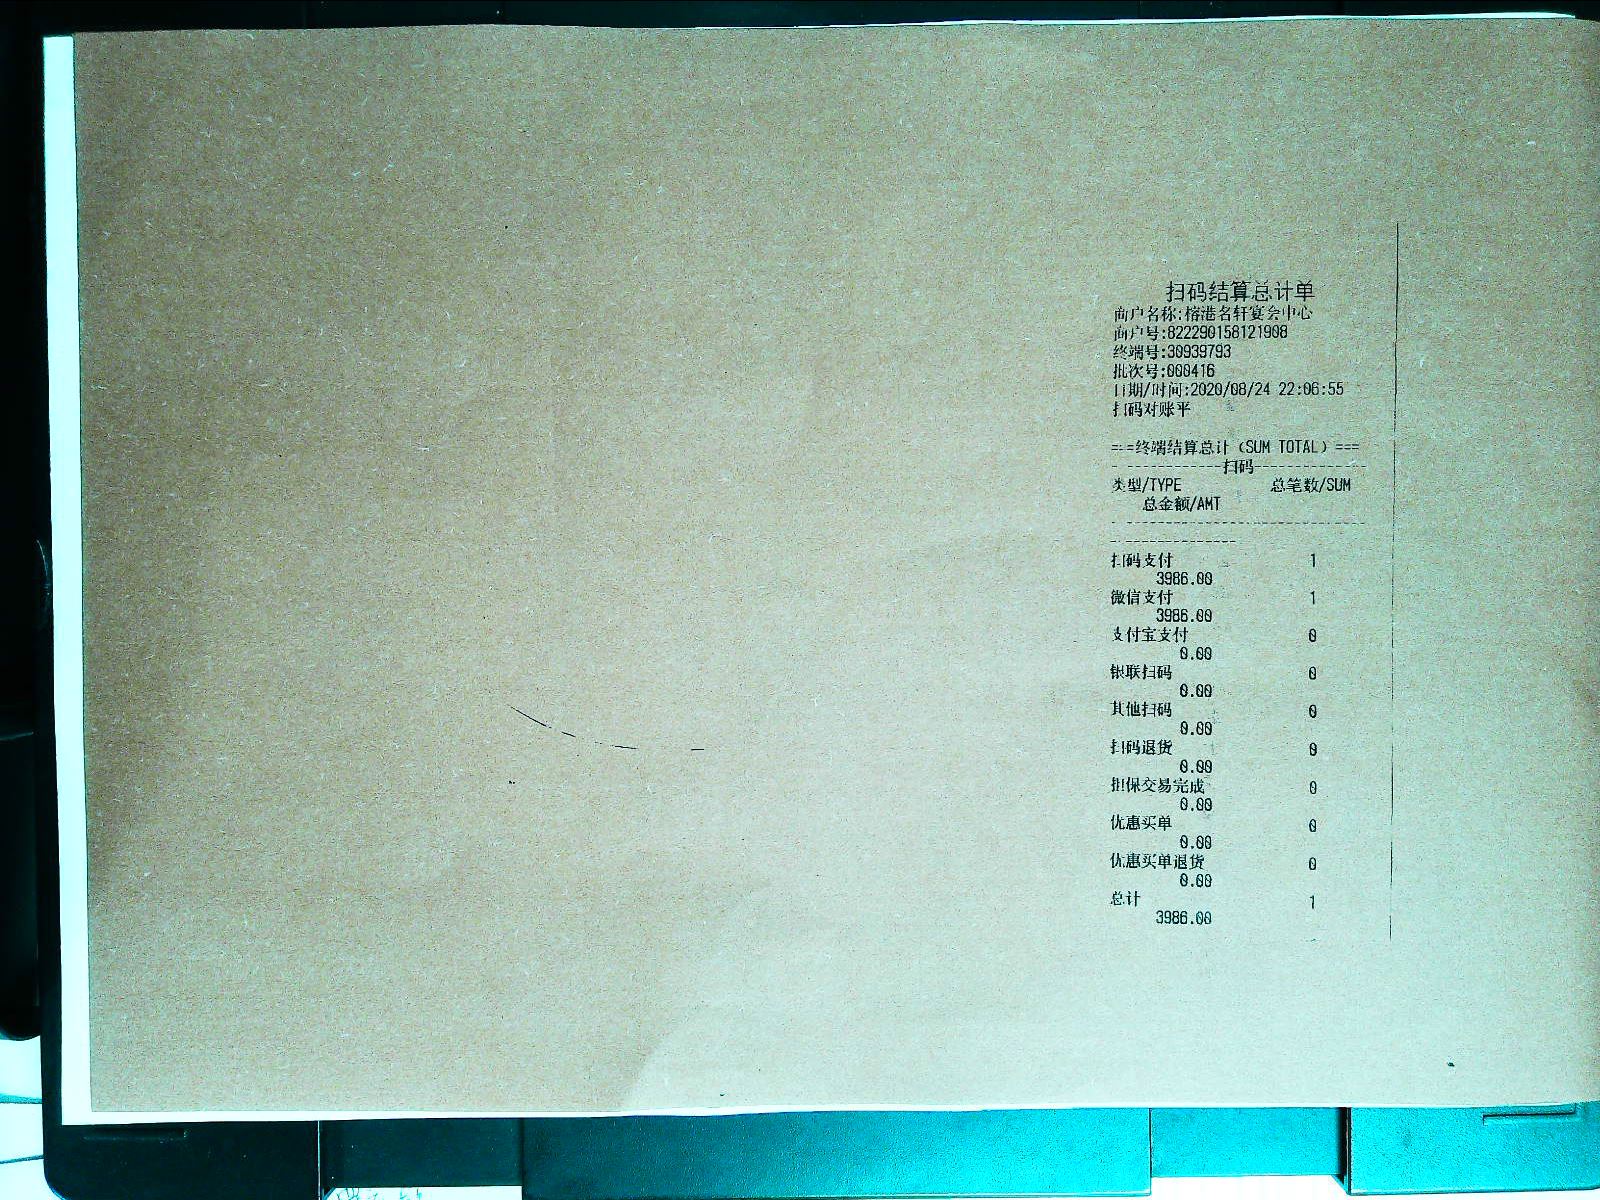 扫码结算总计单
商户名称:榕港名轩宴会中心
商户号:822290158121908
终端号:30939793
批次号:000416
日期/时间:2020/08/24 22:06:55
扫码对账平
===终端结算总计（SUM TOTAL）===
---------------扫码---------------
类型/TYPE 总笔数/SUM
总金额/AMT
扫码支付 1
3986.00
微信支付 1
3986.00
支付宝支付 0
0.00
银联扫码 0
0.00
其他扫码 0
0.00
扫码退货 0
0.00
担保交易完成 0
0.00
优惠买单 0
0.00
优惠买单退货 0
0.00
总计 1
3986.00